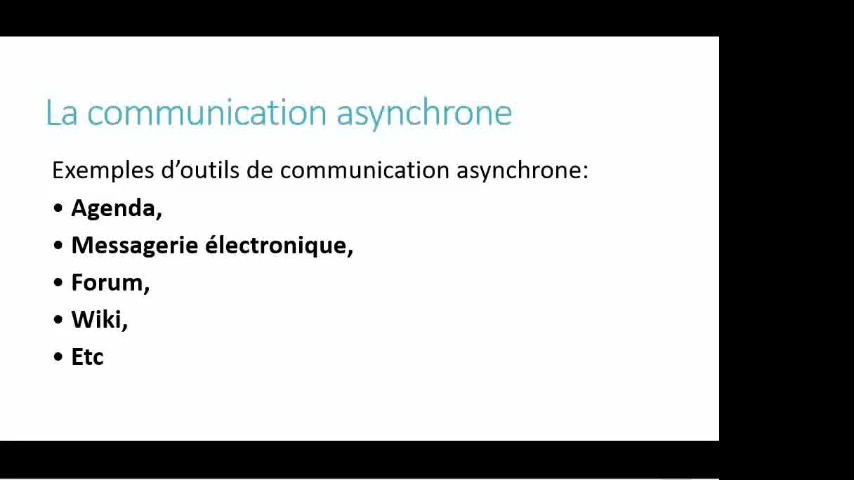 La communication asynchrone
Exemples d’outils de communication asynchrone:
• Agenda,
• Messagerie électronique,
• Forum,
• Wiki,
• Etc